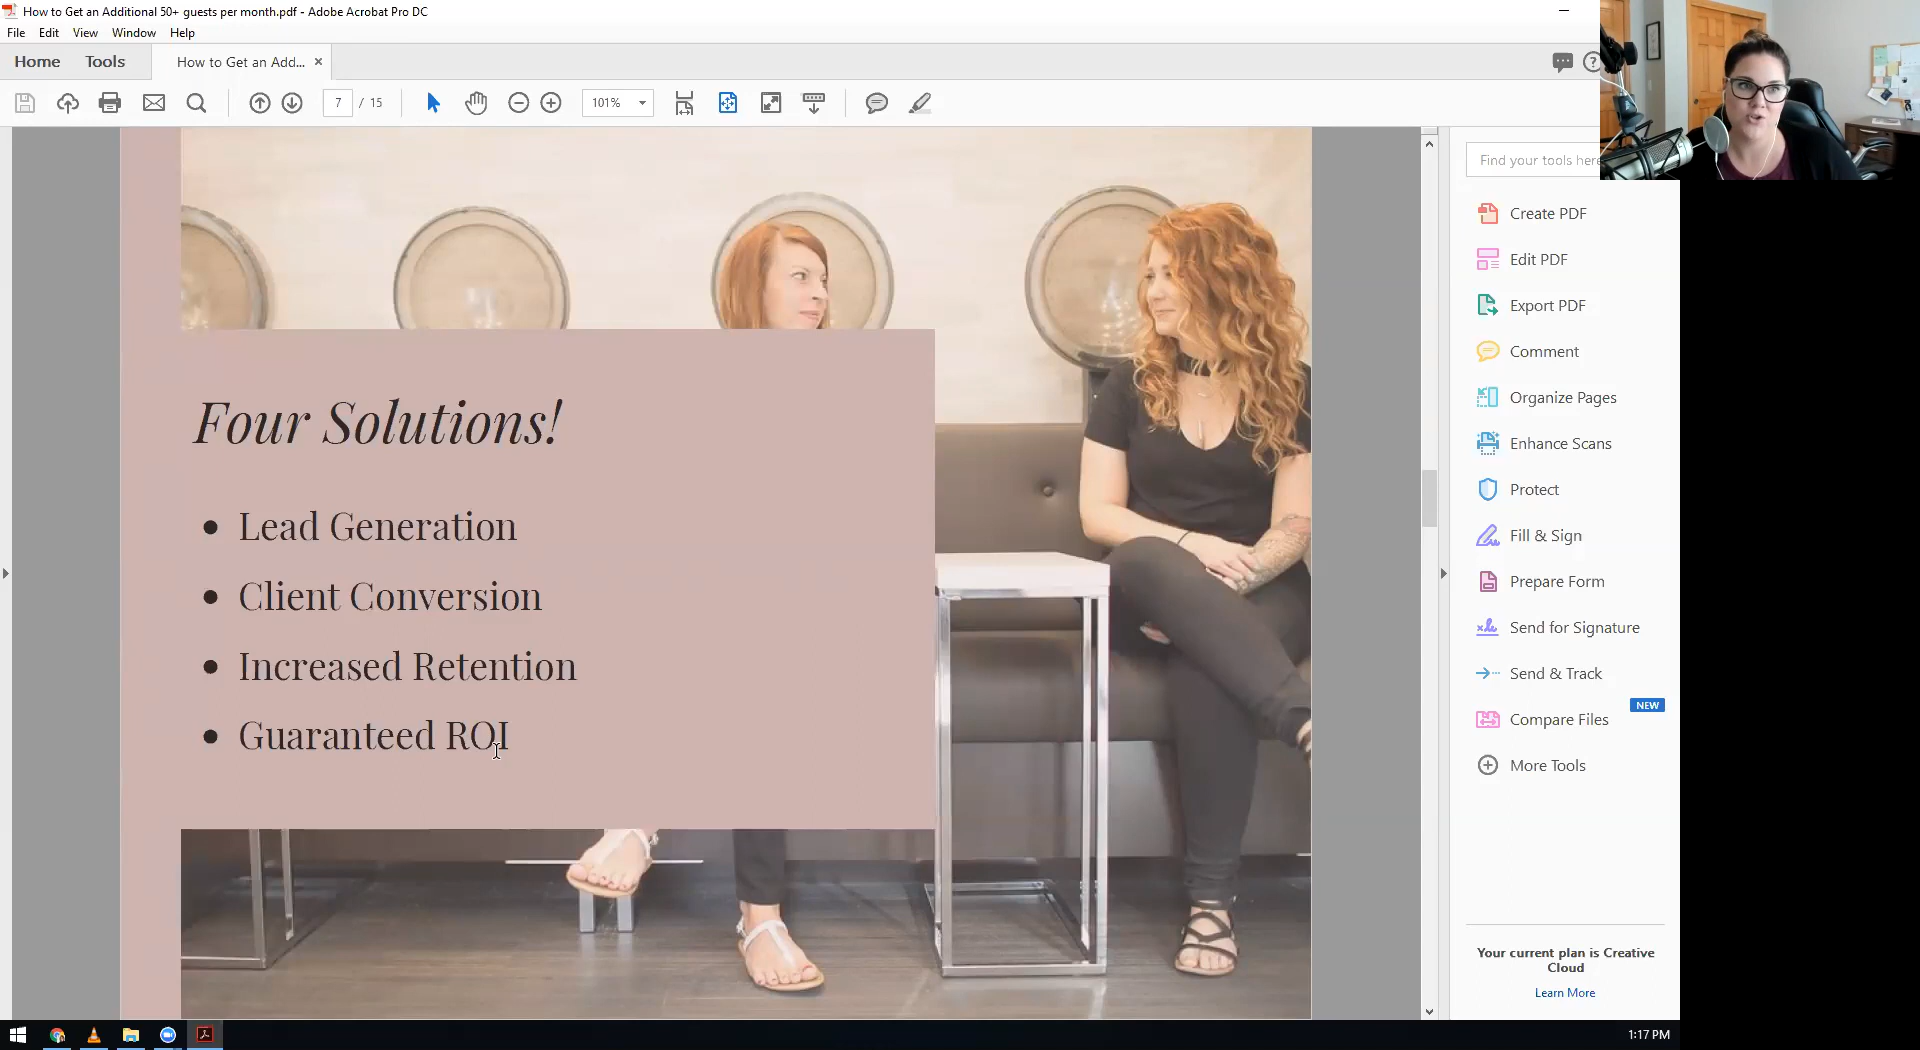 How to Get an Additional 50+ guests per month.pdf - Adobe Acrobat Pro DC
File Edit View Window Help
Home Tools How to Get an Add... ×
7 / 15 101%
Find your tools here
Four Solutions!
• Lead Generation
• Client Conversion
• Increased Retention
• Guaranteed ROI
Create PDF
Edit PDF
Export PDF
Comment
Organize Pages
Enhance Scans
Protect
Fill & Sign
Prepare Form
Send for Signature
Send & Track
NEW
Compare Files
More Tools
Your current plan is Creative
Cloud
Learn More
1:17 PM